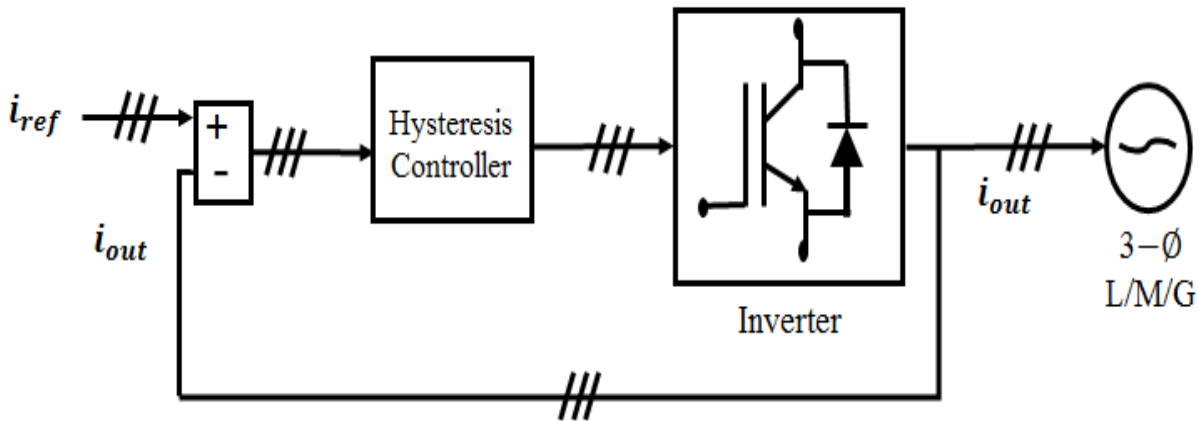 i_ref
+
-
i_out
Hysteresis
Controller
Inverter
i_out
3−Ø
L/M/G